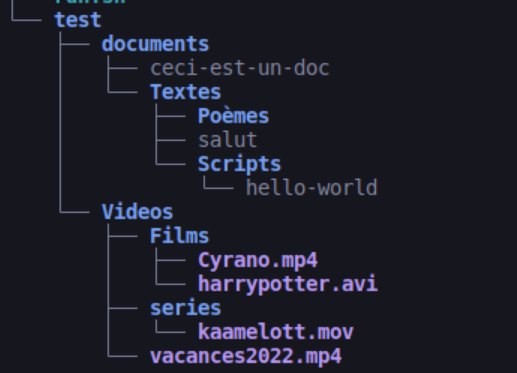 test
documents
ceci-est-un-doc
Textes
Poèmes
salut
Scripts
hello-world
Videos
Films
Cyrano.mp4
harrypotter.avi
series
kaamelott.mov
vacances2022.mp4